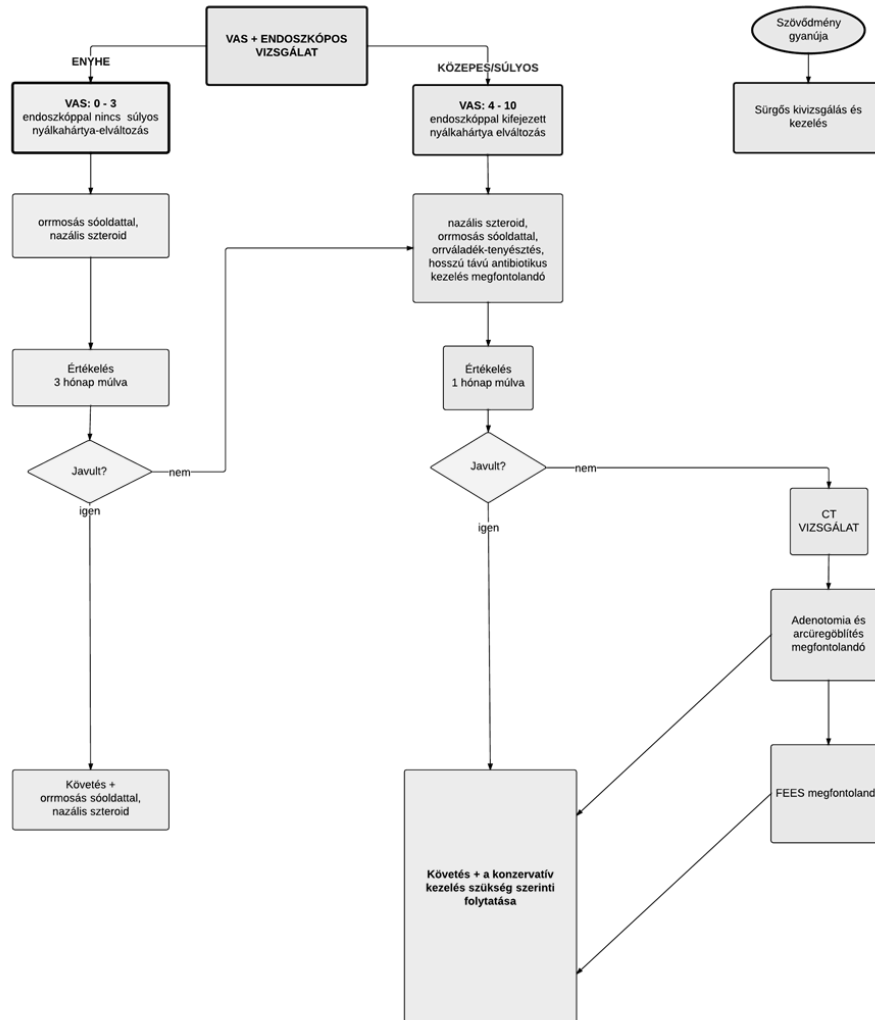 VAS + ENDOSZKÓPOS
VIZSGÁLAT
Szövődmény
gyanúja
ENYHE
KÖZEPES/SÚLYOS
VAS: 0 - 3
endoszkóppal nincs súlyos
nyálkahártya-elváltozás
VAS: 4 - 10
endoszkóppal kifejezett
nyálkahártya elváltozás
Sürgős kivizsgálás és
kezelés
orrmosás sóoldattal,
nazális szteroid
nazális szteroid,
orrmosás sóoldattal,
orrváladék-tenyésztés,
hosszú távú antibiotikus
kezelés megfontolandó
Értékelés
3 hónap múlva
Értékelés
1 hónap múlva
Javult?
nem
igen
Javult?
nem
igen
CT
VIZSGÁLAT
Adenotomia és
arcüregöblítés
megfontolandó
FEES megfontoland
Követés +
orrmosás sóoldattal,
nazális szteroid
Követés + a konzervatív
kezelés szükség szerinti
folytatása